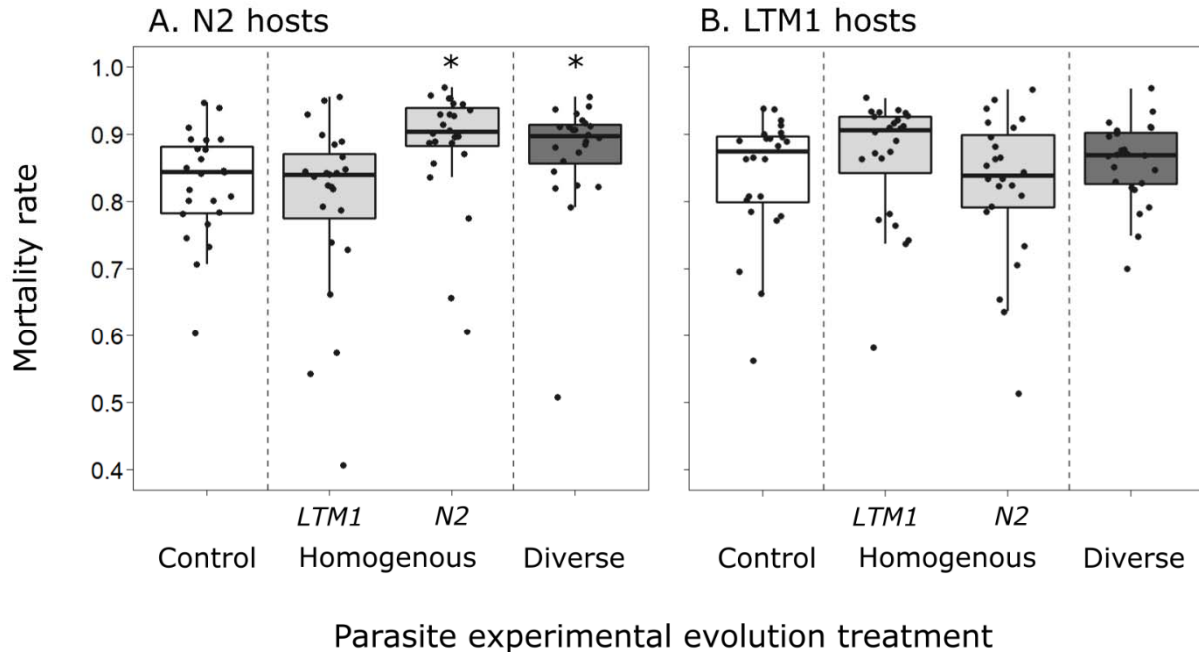 A. N2 hosts
B. LTM1 hosts
* *
Mortality rate
1.0
0.9
0.8
0.7
0.6
0.5
0.4
LTM1 N2 LTM1 N2
Control Homogenous Diverse Control Homogenous Diverse
Parasite experimental evolution treatment